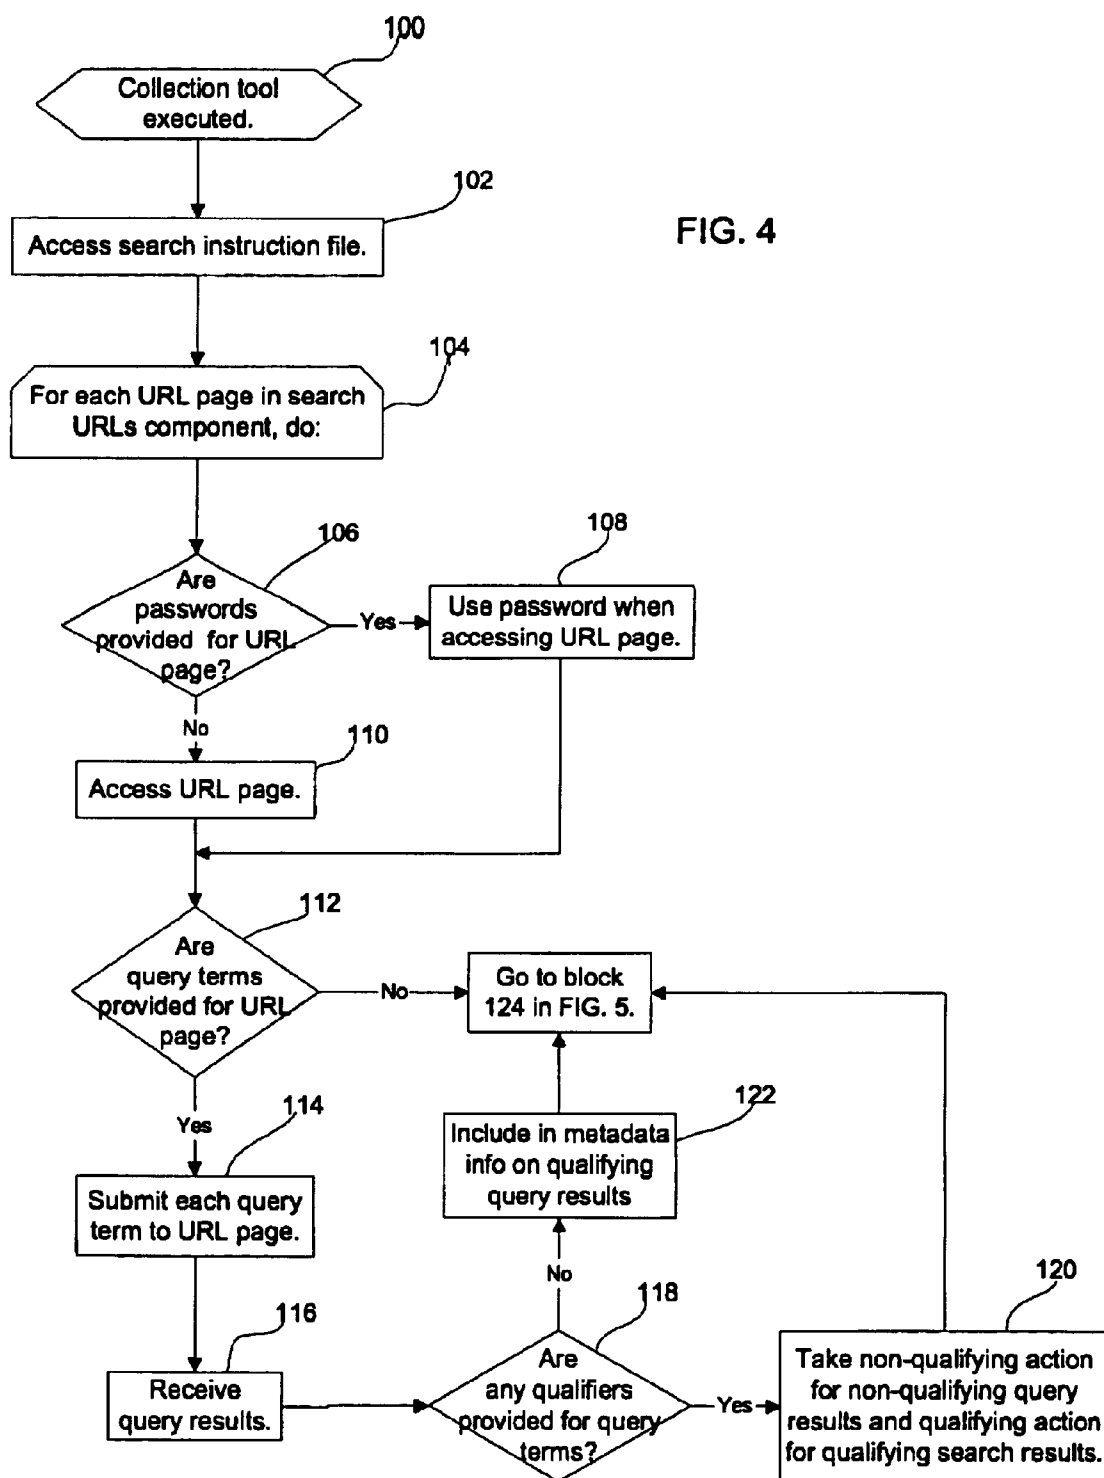 100
Collection tool
executed.
102
Access search instruction file.
FIG. 4
104
For each URL page in search
URLs component, do:
106
Are
passwords
provided for URL
page?
Yes
108
Use password when
accessing URL page.
No
110
Access URL page.
112
Are
query terms
provided for URL
page?
No
Go to block
124 in FIG. 5.
Yes
114
Submit each query
term to URL page.
122
Include in metadata
info on qualifying
query results
No
116
Receive
query results.
118
Are
any qualifiers
provided for query
terms?
Yes
120
Take non-qualifying action
for non-qualifying query
results and qualifying action
for qualifying search results.